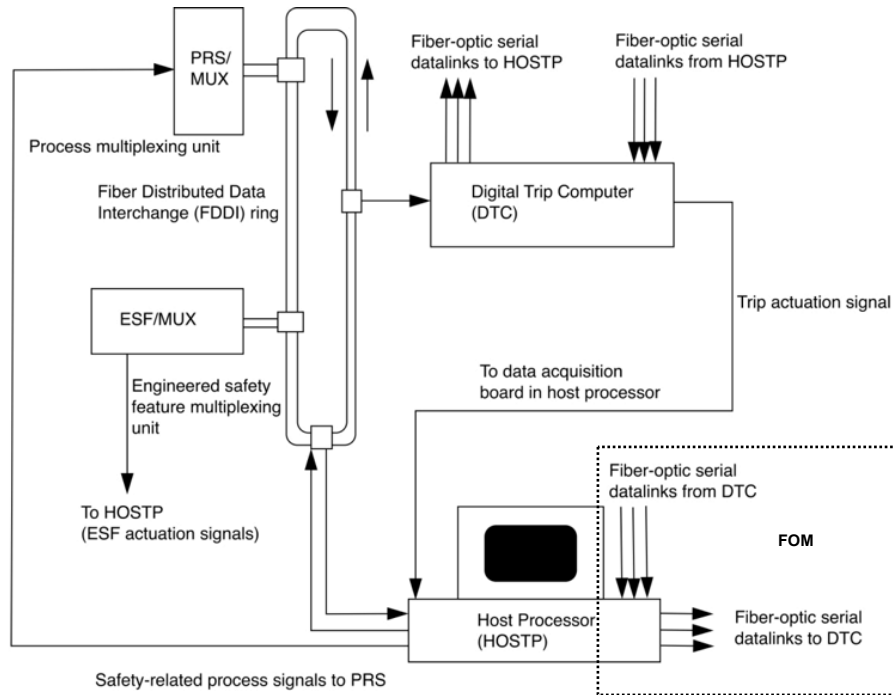 PRS/
MUX
Process multiplexing unit
Fiber-optic serial
datalinks to HOSTP
Fiber-optic serial
datalinks from HOSTP
Fiber Distributed Data
Interchange (FDDI) ring
Digital Trip Computer
(DTC)
ESF/MUX
Trip actuation signal
Engineered safety
feature multiplexing
unit
To data acquisition
board in host processor
To HOSTP
(ESF actuation signals)
Fiber-optic serial
datalinks from DTC
FOM
Host Processor
(HOSTP)
Fiber-optic serial
datalinks to DTC
Safety-related process signals to PRS